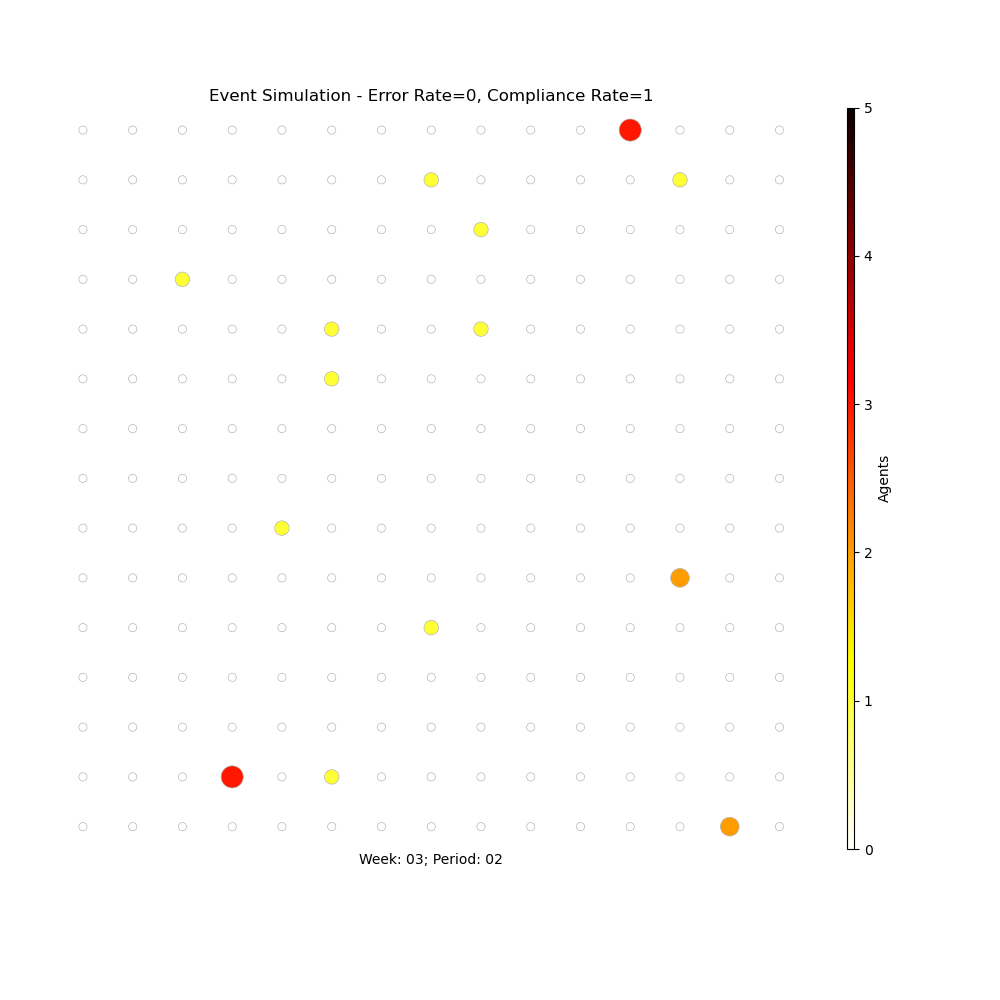 Event Simulation - Error Rate=0, Compliance Rate=1
5
4
3
Agents
2
1
0
Week: 03; Period: 02